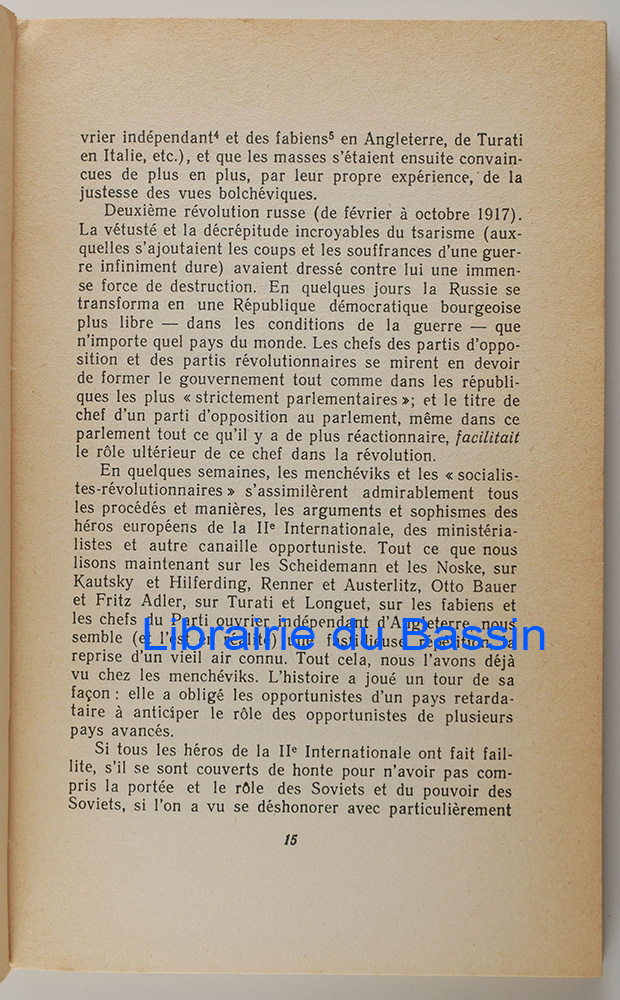 vrier indépendant⁴ et des fabiens⁵ en Angleterre, de Turati
en Italie, etc.), et que les masses s'étaient ensuite convain-
cues de plus en plus, par leur propre expérience, de la
justesse des vues bolchéviques.
Deuxième révolution russe (de février à octobre 1917).
La vétusté et la décrépitude incroyables du tsarisme (aux-
quelles s'ajoutaient les coups et les souffrances d'une guer-
re infiniment dure) avaient dressé contre lui une immen-
se force de destruction. En quelques jours la Russie se
transforma en une République démocratique bourgeoise
plus libre — dans les conditions de la guerre — que
n'importe quel pays du monde. Les chefs des partis d'oppo-
sition et des partis révolutionnaires se mirent en devoir
de former le gouvernement tout comme dans les républi-
ques les plus « strictement parlementaires »; et le titre de
chef d'un parti d'opposition au parlement, même dans ce
parlement tout ce qu'il y a de plus réactionnaire, facilitait
le rôle ultérieur de ce chef dans la révolution.
En quelques semaines, les menchéviks et les « socialis-
tes-révolutionnaires » s'assimilèrent admirablement tous
les procédés et manières, les arguments et sophismes des
héros européens de la IIe Internationale, des ministéria-
listes et autre canaille opportuniste. Tout ce que nous
lisons maintenant sur les Scheidemann et les Noske, sur
Kautsky et Hilferding, Renner et Austerlitz, Otto Bauer
et Fritz Adler, sur Turati et Longuet, sur les fabiens et
les chefs du Parti ouvrier indépendant d'Angleterre, nous
semble (et l'est en réalité) une fastidieuse répétition, la
reprise d'un vieil air connu. Tout cela, nous l'avons déjà
vu chez les menchéviks. L'histoire a joué un tour de sa
façon : elle a obligé les opportunistes d'un pays retarda-
taire à anticiper le rôle des opportunistes de plusieurs
pays avancés.
Si tous les héros de la IIe Internationale ont fait fail-
lite, s'il se sont couverts de honte pour n'avoir pas com-
pris la portée et le rôle des Soviets et du pouvoir des
Soviets, si l'on a vu se déshonorer avec particulièrement
15
Librairie du Bassin